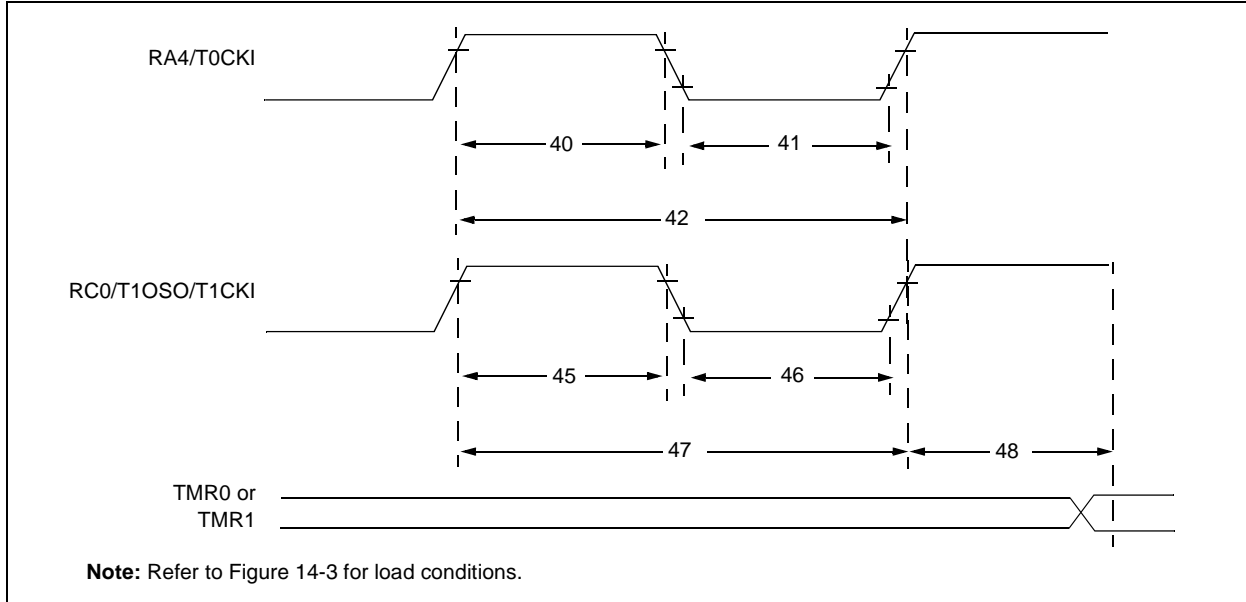 RA4/T0CKI
40
41
42
RC0/T1OSO/T1CKI
45
46
47
48
TMR0 or
TMR1
Note: Refer to Figure 14-3 for load conditions.